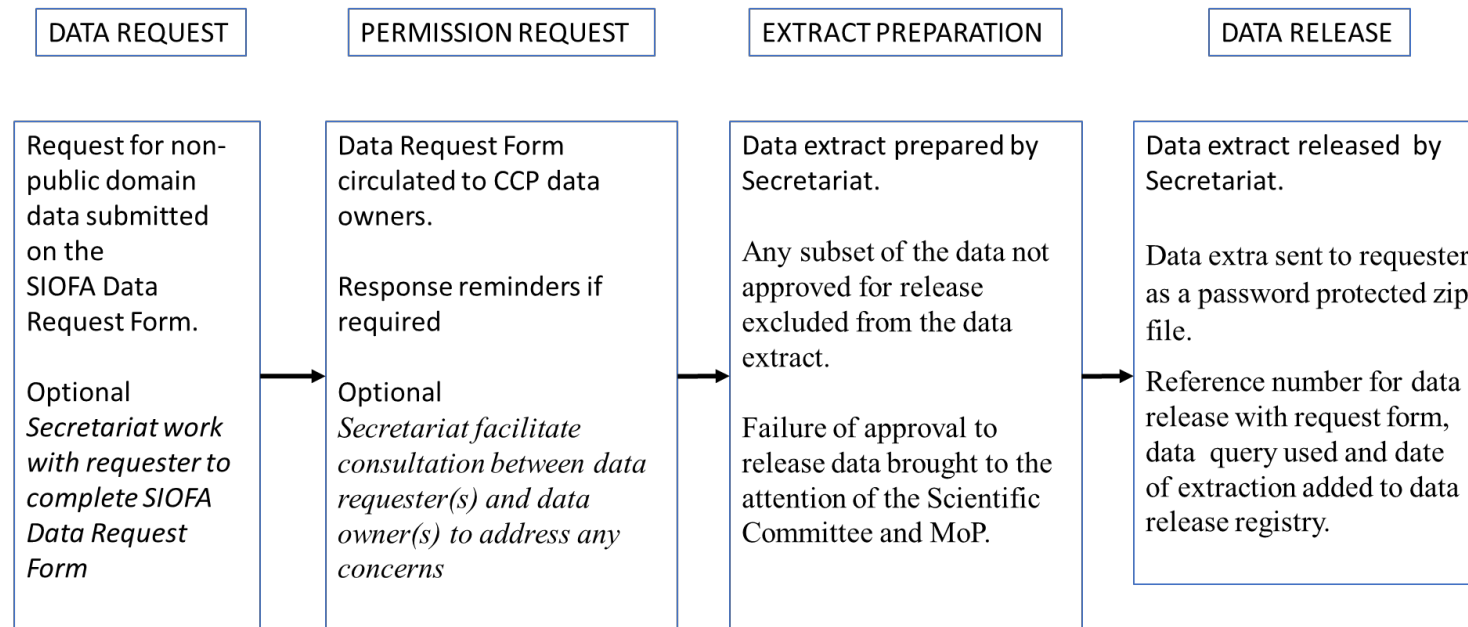 DATA REQUEST
PERMISSION REQUEST
EXTRACT PREPARATION
DATA RELEASE
Request for non-
public domain
data submitted
on the
SIOFA Data
Request Form.
Optional
Secretariat work
with requester to
complete SIOFA
Data Request
Form
Data Request Form
circulated to CCP data
owners.
Response reminders if
required
Optional
Secretariat facilitate
consultation between data
requester(s) and data
owner(s) to address any
concerns
Data extract prepared by
Secretariat.
Any subset of the data not
approved for release
excluded from the data
extract.
Failure of approval to
release data brought to the
attention of the Scientific
Committee and MoP.
Data extract released by
Secretariat.
Data extra sent to requester
as a password protected zip
file.
Reference number for data
release with request form,
data query used and date
of extraction added to data
release registry.